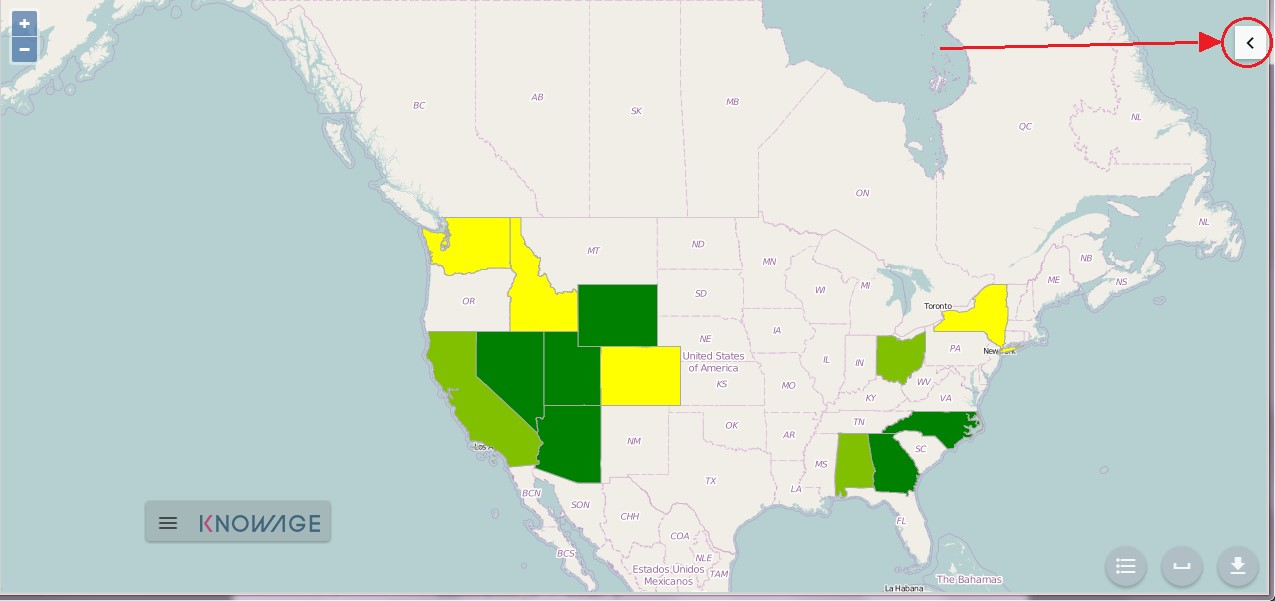 +
−
BC
AB
SK
MB
ON
QC
NL
NL
NB
NS
ME
MT
ND
MN
WI
MI
OR
SD
Toronto
NE
IA
IL
IN
PA
New York
United States
of America
KS
MO
KY
WV
VA
NM
OK
AR
TN
SC
Los A
TX
MS
LA
FL
BCN
SON
CHH
COA
BCS
NLE
Estados Unidos
Mexicanos
TAM
La Habana
The Bahamas
KNOWAGE